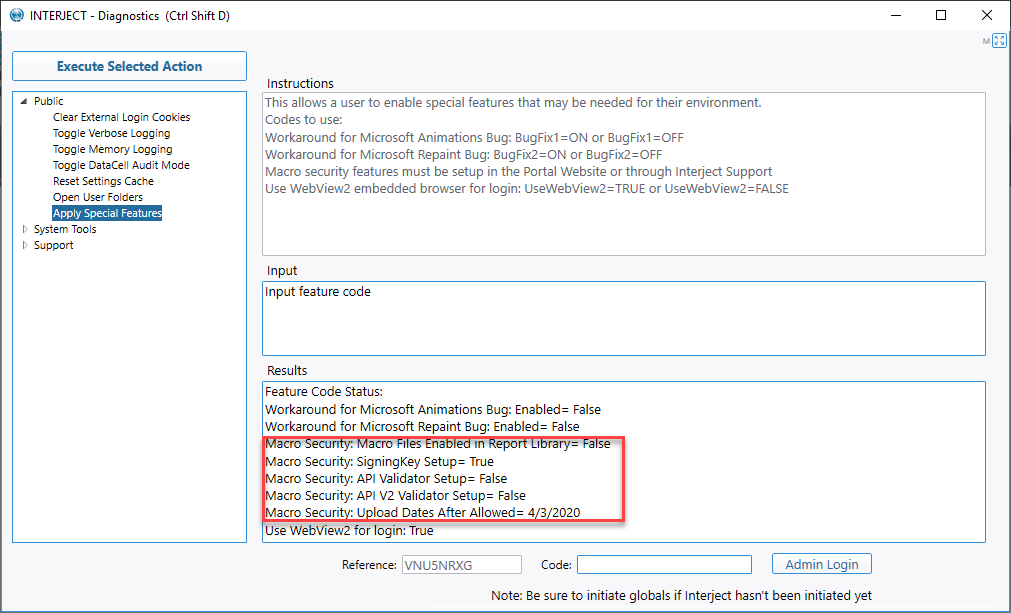 INTERJECT - Diagnostics (Ctrl Shift D)
M
Execute Selected Action
Public
Clear External Login Cookies
Toggle Verbose Logging
Toggle Memory Logging
Toggle DataCell Audit Mode
Reset Settings Cache
Open User Folders
Apply Special Features
System Tools
Support
Instructions
This allows a user to enable special features that may be needed for their environment.
Codes to use:
Workaround for Microsoft Animations Bug: BugFix1=ON or BugFix1=OFF
Workaround for Microsoft Repaint Bug: BugFix2=ON or BugFix2=OFF
Macro security features must be setup in the Portal Website or through Interject Support
Use WebView2 embedded browser for login: UseWebView2=TRUE or UseWebView2=FALSE
Input
Input feature code
Results
Feature Code Status:
Workaround for Microsoft Animations Bug: Enabled= False
Workaround for Microsoft Repaint Bug: Enabled= False
Macro Security: Macro Files Enabled in Report Library= False
Macro Security: SigningKey Setup= True
Macro Security: API Validator Setup= False
Macro Security: API V2 Validator Setup= False
Macro Security: Upload Dates After Allowed= 4/3/2020
Use WebView2 for login: True
Reference: VNU5NRXG Code: Admin Login
Note: Be sure to initiate globals if Interject hasn't been initiated yet